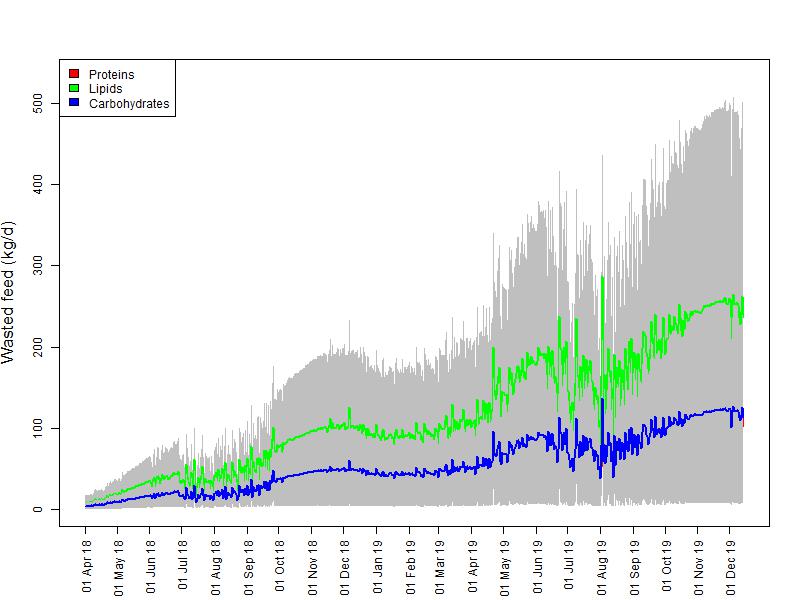 Proteins
Lipids
Carbohydrates
Wasted feed (kg/d)
500
400
300
200
100
0
01 Apr 18
01 May 18
01 Jun 18
01 Jul 18
01 Aug 18
01 Sep 18
01 Oct 18
01 Nov 18
01 Dec 18
01 Jan 19
01 Feb 19
01 Mar 19
01 Apr 19
01 May 19
01 Jun 19
01 Jul 19
01 Aug 19
01 Sep 19
01 Oct 19
01 Nov 19
01 Dec 19